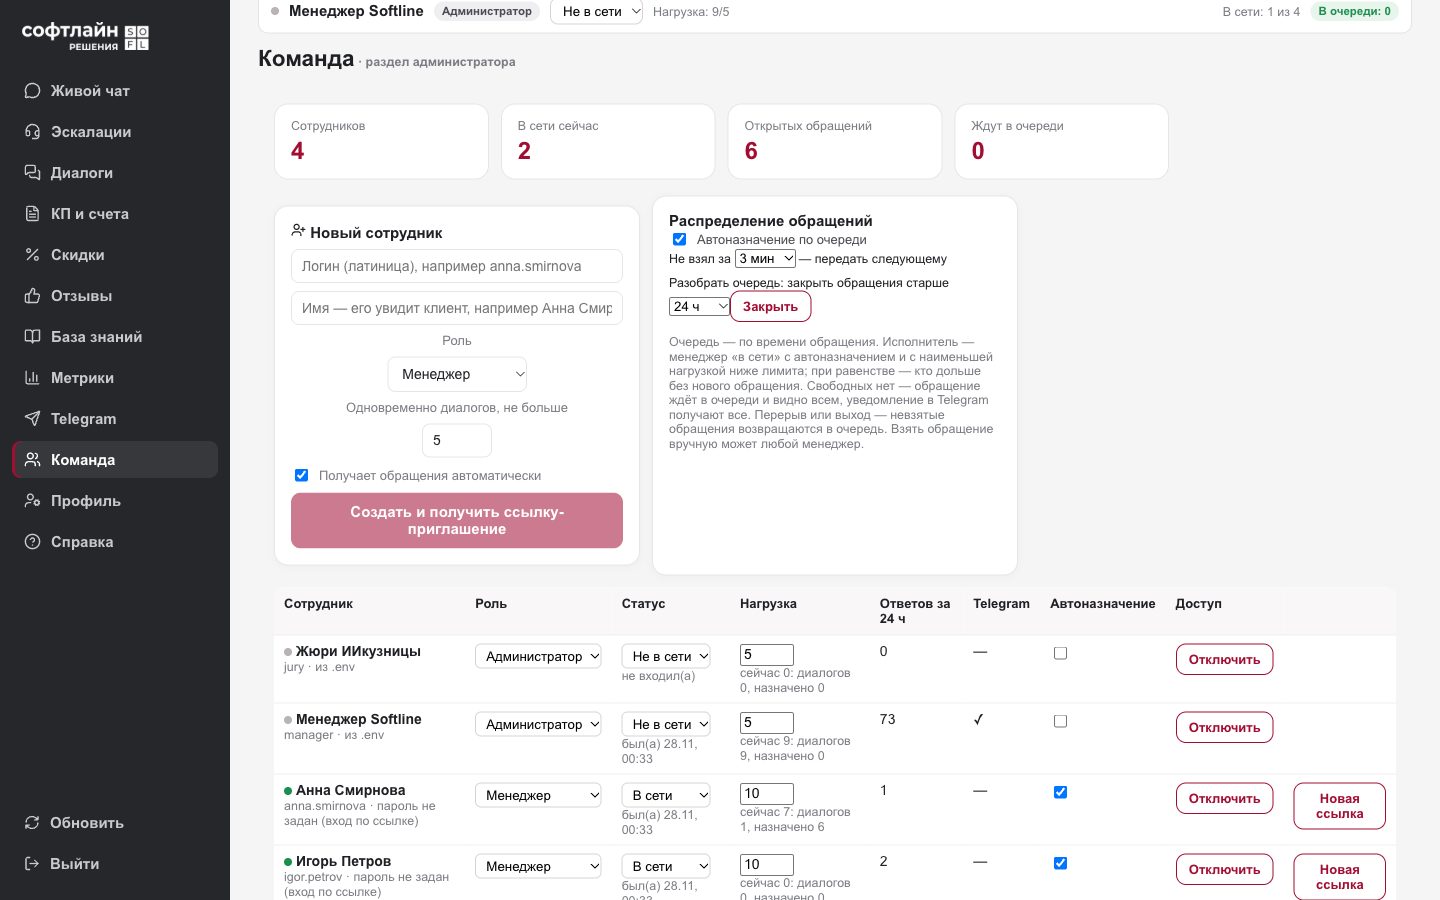 софтлайн
РЕШЕНИЯ
SO
FL
Живой чат
Эскалации
Диалоги
КП и счета
Скидки
Отзывы
База знаний
Метрики
Telegram
Команда
Профиль
Справка
Обновить
Выйти
Менеджер Softline Администратор Не в сети Нагрузка: 9/5 В сети: 1 из 4 В очереди: 0
Команда · раздел администратора
Сотрудников
4
В сети сейчас
2
Открытых обращений
6
Ждут в очереди
0
Новый сотрудник
Логин (латиница), например anna.smirnova
Имя — его увидит клиент, например Анна Смир
Роль
Менеджер
Одновременно диалогов, не больше
5
Получает обращения автоматически
Создать и получить ссылку-
приглашение
Распределение обращений
Автоназначение по очереди
Не взял за 3 мин — передать следующему
Разобрать очередь: закрыть обращения старше
24 ч Закрыть
Очередь — по времени обращения. Исполнитель —
менеджер «в сети» с автоназначением и с наименьшей
нагрузкой ниже лимита; при равенстве — кто дольше
без нового обращения. Свободных нет — обращение
ждёт в очереди и видно всем, уведомление в Telegram
получают все. Перерыв или выход — невзятые
обращения возвращаются в очередь. Взять обращение
вручную может любой менеджер.
Сотрудник Роль Статус Нагрузка Ответов за Telegram Автоназначение Доступ
24 ч
Жюри ИИкузницы Администратор Не в сети 5 0 — Отключить
jury · из .env не входил(а) сейчас 0: диалогов
0, назначено 0
Менеджер Softline Администратор Не в сети 5 73 ✓ Отключить
manager · из .env был(а) 28.11, сейчас 9: диалогов
00:33 9, назначено 0
Анна Смирнова Менеджер В сети 10 1 — Отключить Новая
ссылка
anna.smirnova · пароль не был(а) 28.11, сейчас 7: диалогов
задан (вход по ссылке) 00:33 1, назначено 6
Игорь Петров Менеджер В сети 10 2 — Отключить Новая
ссылка
igor.petrov · пароль не задан был(а) 28.11, сейчас 0: диалогов
(вход по ссылке) 00:33 0, назначено 0